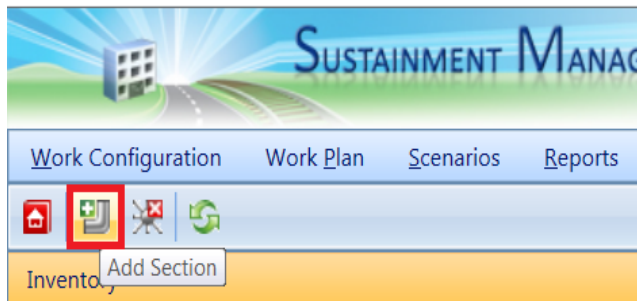 SUSTAINMENT MANAG
Work Configuration Work Plan Scenarios Reports
Add Section
Inventory